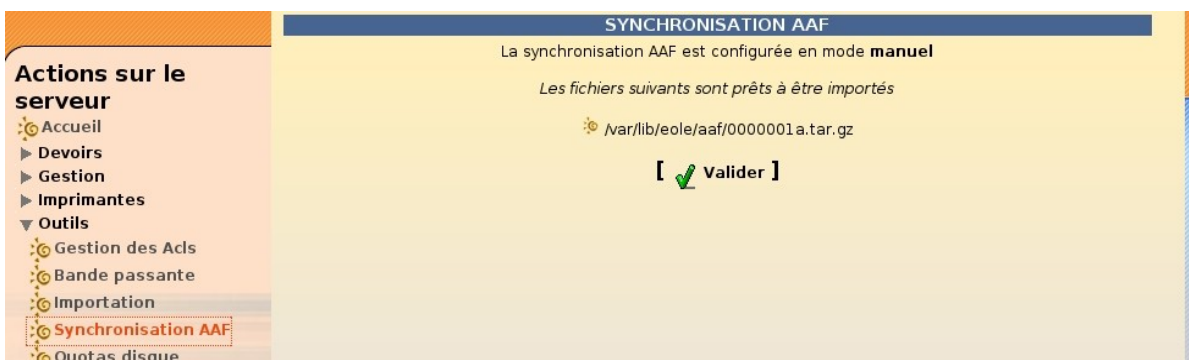 SYNCHRONISATION AAF
La synchronisation AAF est configurée en mode manuel
Les fichiers suivants sont prêts à être importés
/var/lib/eole/aaf/0000001a.tar.gz
[ Valider ]
Actions sur le
serveur
Accueil
Devoirs
Gestion
Imprimantes
Outils
Gestion des Acls
Bande passante
Importation
Synchronisation AAF
Quotas disque